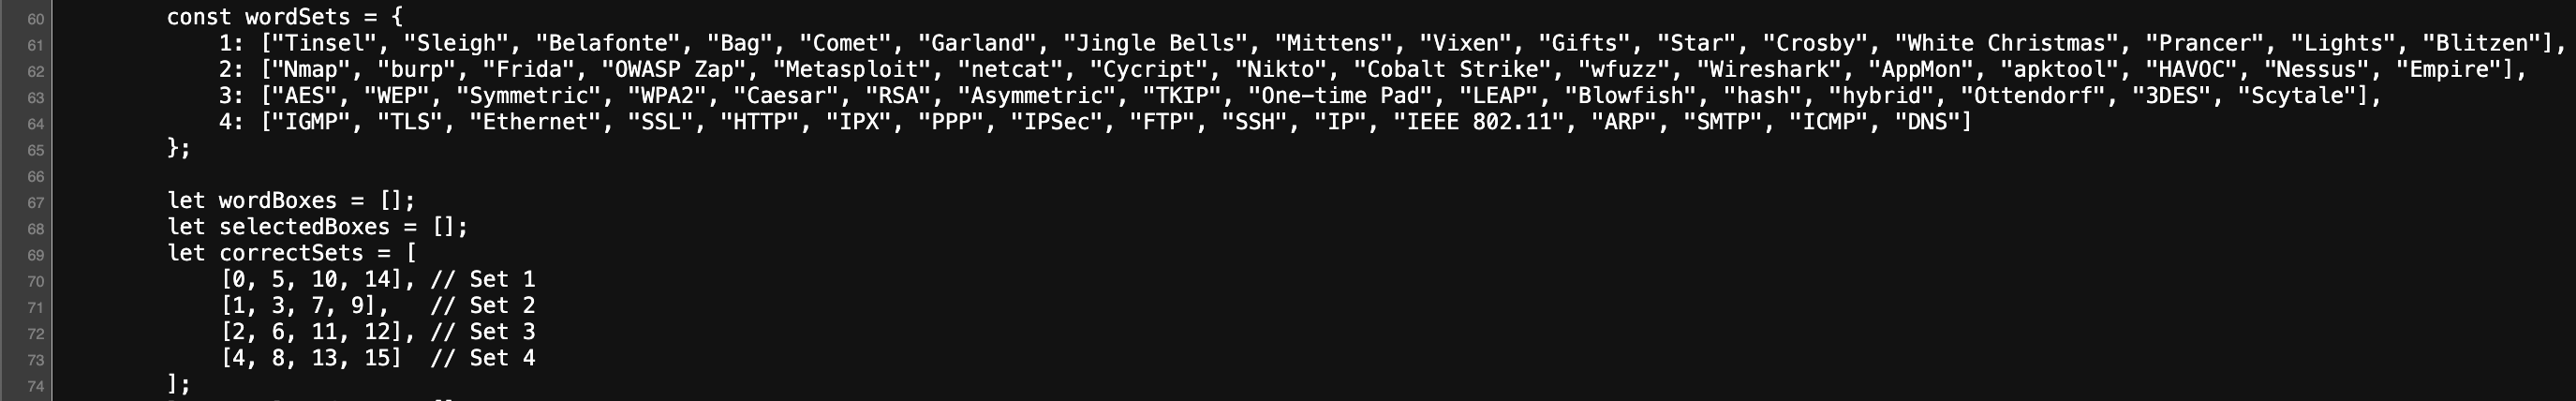 60 const wordSets = {
61 1: ["Tinsel", "Sleigh", "Belafonte", "Bag", "Comet", "Garland", "Jingle Bells", "Mittens", "Vixen", "Gifts", "Star", "Crosby", "White Christmas", "Prancer", "Lights", "Blitzen"],
62 2: ["Nmap", "burp", "Frida", "OWASP Zap", "Metasploit", "netcat", "Cycript", "Nikto", "Cobalt Strike", "wfuzz", "Wireshark", "AppMon", "apktool", "HAVOC", "Nessus", "Empire"],
63 3: ["AES", "WEP", "Symmetric", "WPA2", "Caesar", "RSA", "Asymmetric", "TKIP", "One-time Pad", "LEAP", "Blowfish", "hash", "hybrid", "Ottendorf", "3DES", "Scytale"],
64 4: ["IGMP", "TLS", "Ethernet", "SSL", "HTTP", "IPX", "PPP", "IPSec", "FTP", "SSH", "IP", "IEEE 802.11", "ARP", "SMTP", "ICMP", "DNS"]
65 };
66
67 let wordBoxes = [];
68 let selectedBoxes = [];
69 let correctSets = [
70 [0, 5, 10, 14], // Set 1
71 [1, 3, 7, 9], // Set 2
72 [2, 6, 11, 12], // Set 3
73 [4, 8, 13, 15] // Set 4
74 ];